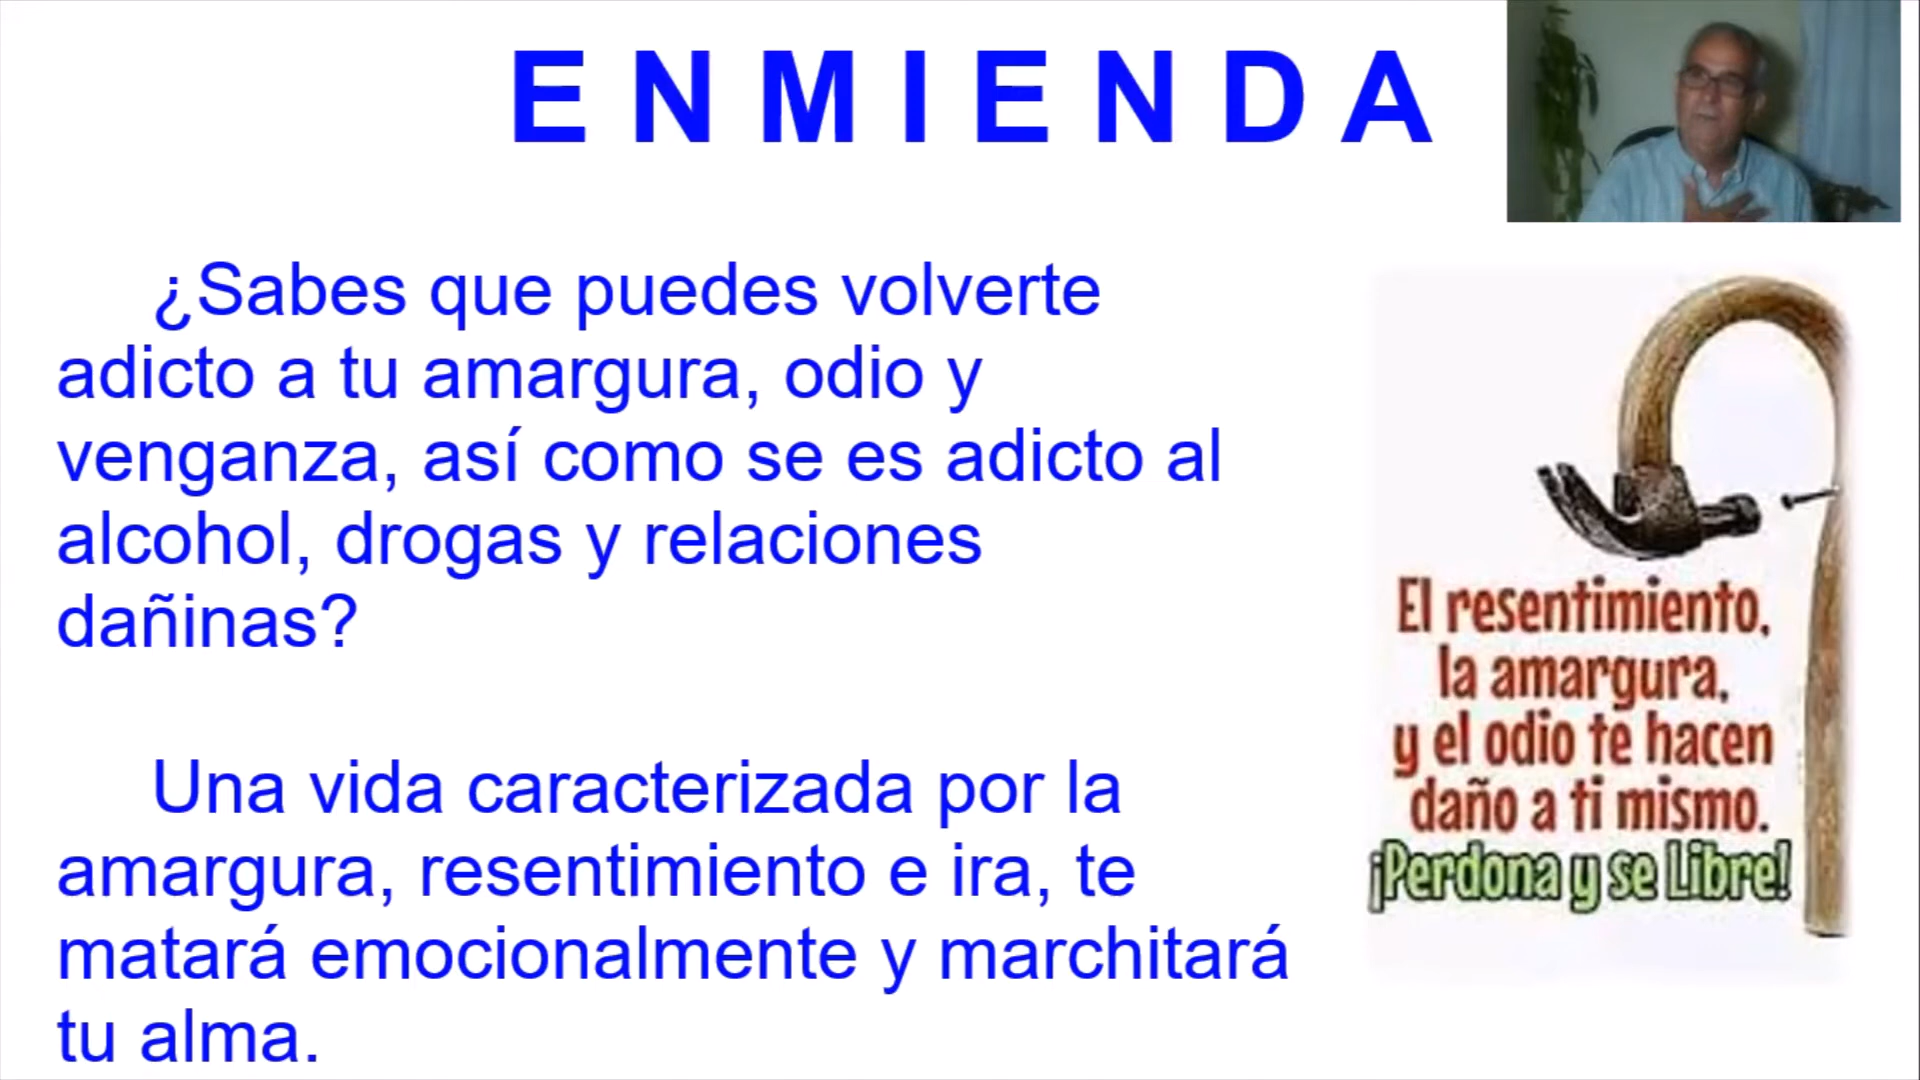 E N M I E N D A
¿Sabes que puedes volverte
adicto a tu amargura, odio y
venganza, así como se es adicto al
alcohol, drogas y relaciones
dañinas?
Una vida caracterizada por la
amargura, resentimiento e ira, te
matará emocionalmente y marchitará
tu alma.
El resentimiento,
la amargura,
y el odio te hacen
daño a ti mismo.
¡Perdona y se Libre!